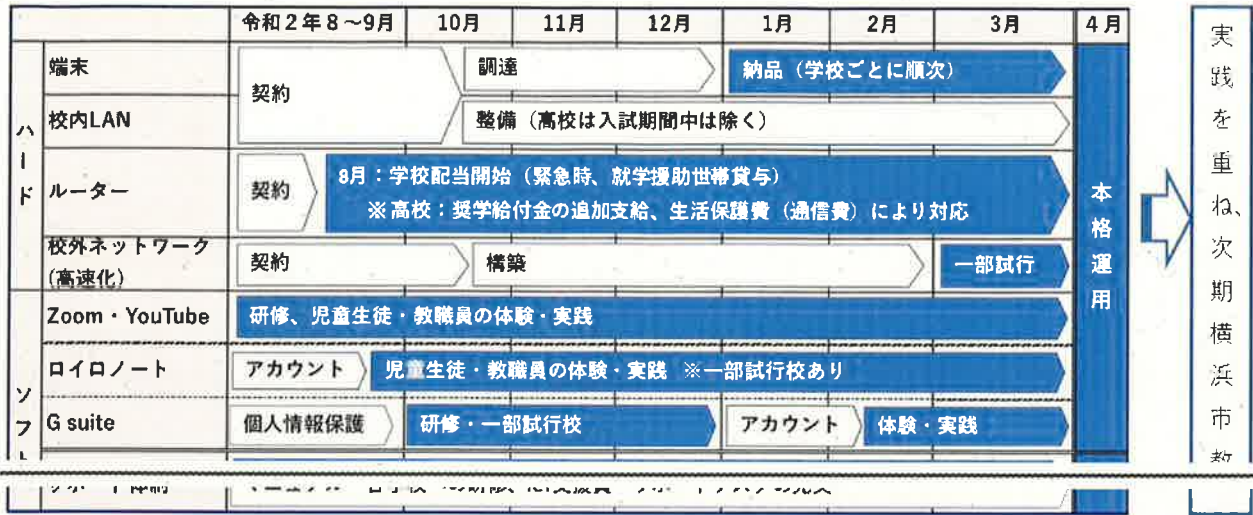 令和2年8～9月 10月 11月 12月 1月 2月 3月 4月
ハード
端末
契約
調達
納品（学校ごとに順次）
校内LAN
整備（高校は入試期間中は除く）
ルーター
契約
8月：学校配当開始（緊急時、就学援助世帯貸与）
※高校：奨学給付金の追加支給、生活保護費（通信費）により対応
校外ネットワーク
(高速化)
契約
構築
一部試行
ソフト
Zoom・YouTube
研修、児童生徒・教職員の体験・実践
ロイロノート
アカウント
児童生徒・教職員の体験・実践 ※一部試行校あり
G suite
個人情報保護
研修・一部試行校
アカウント
体験・実践
本格運用
実践を重ね、次期横浜市教